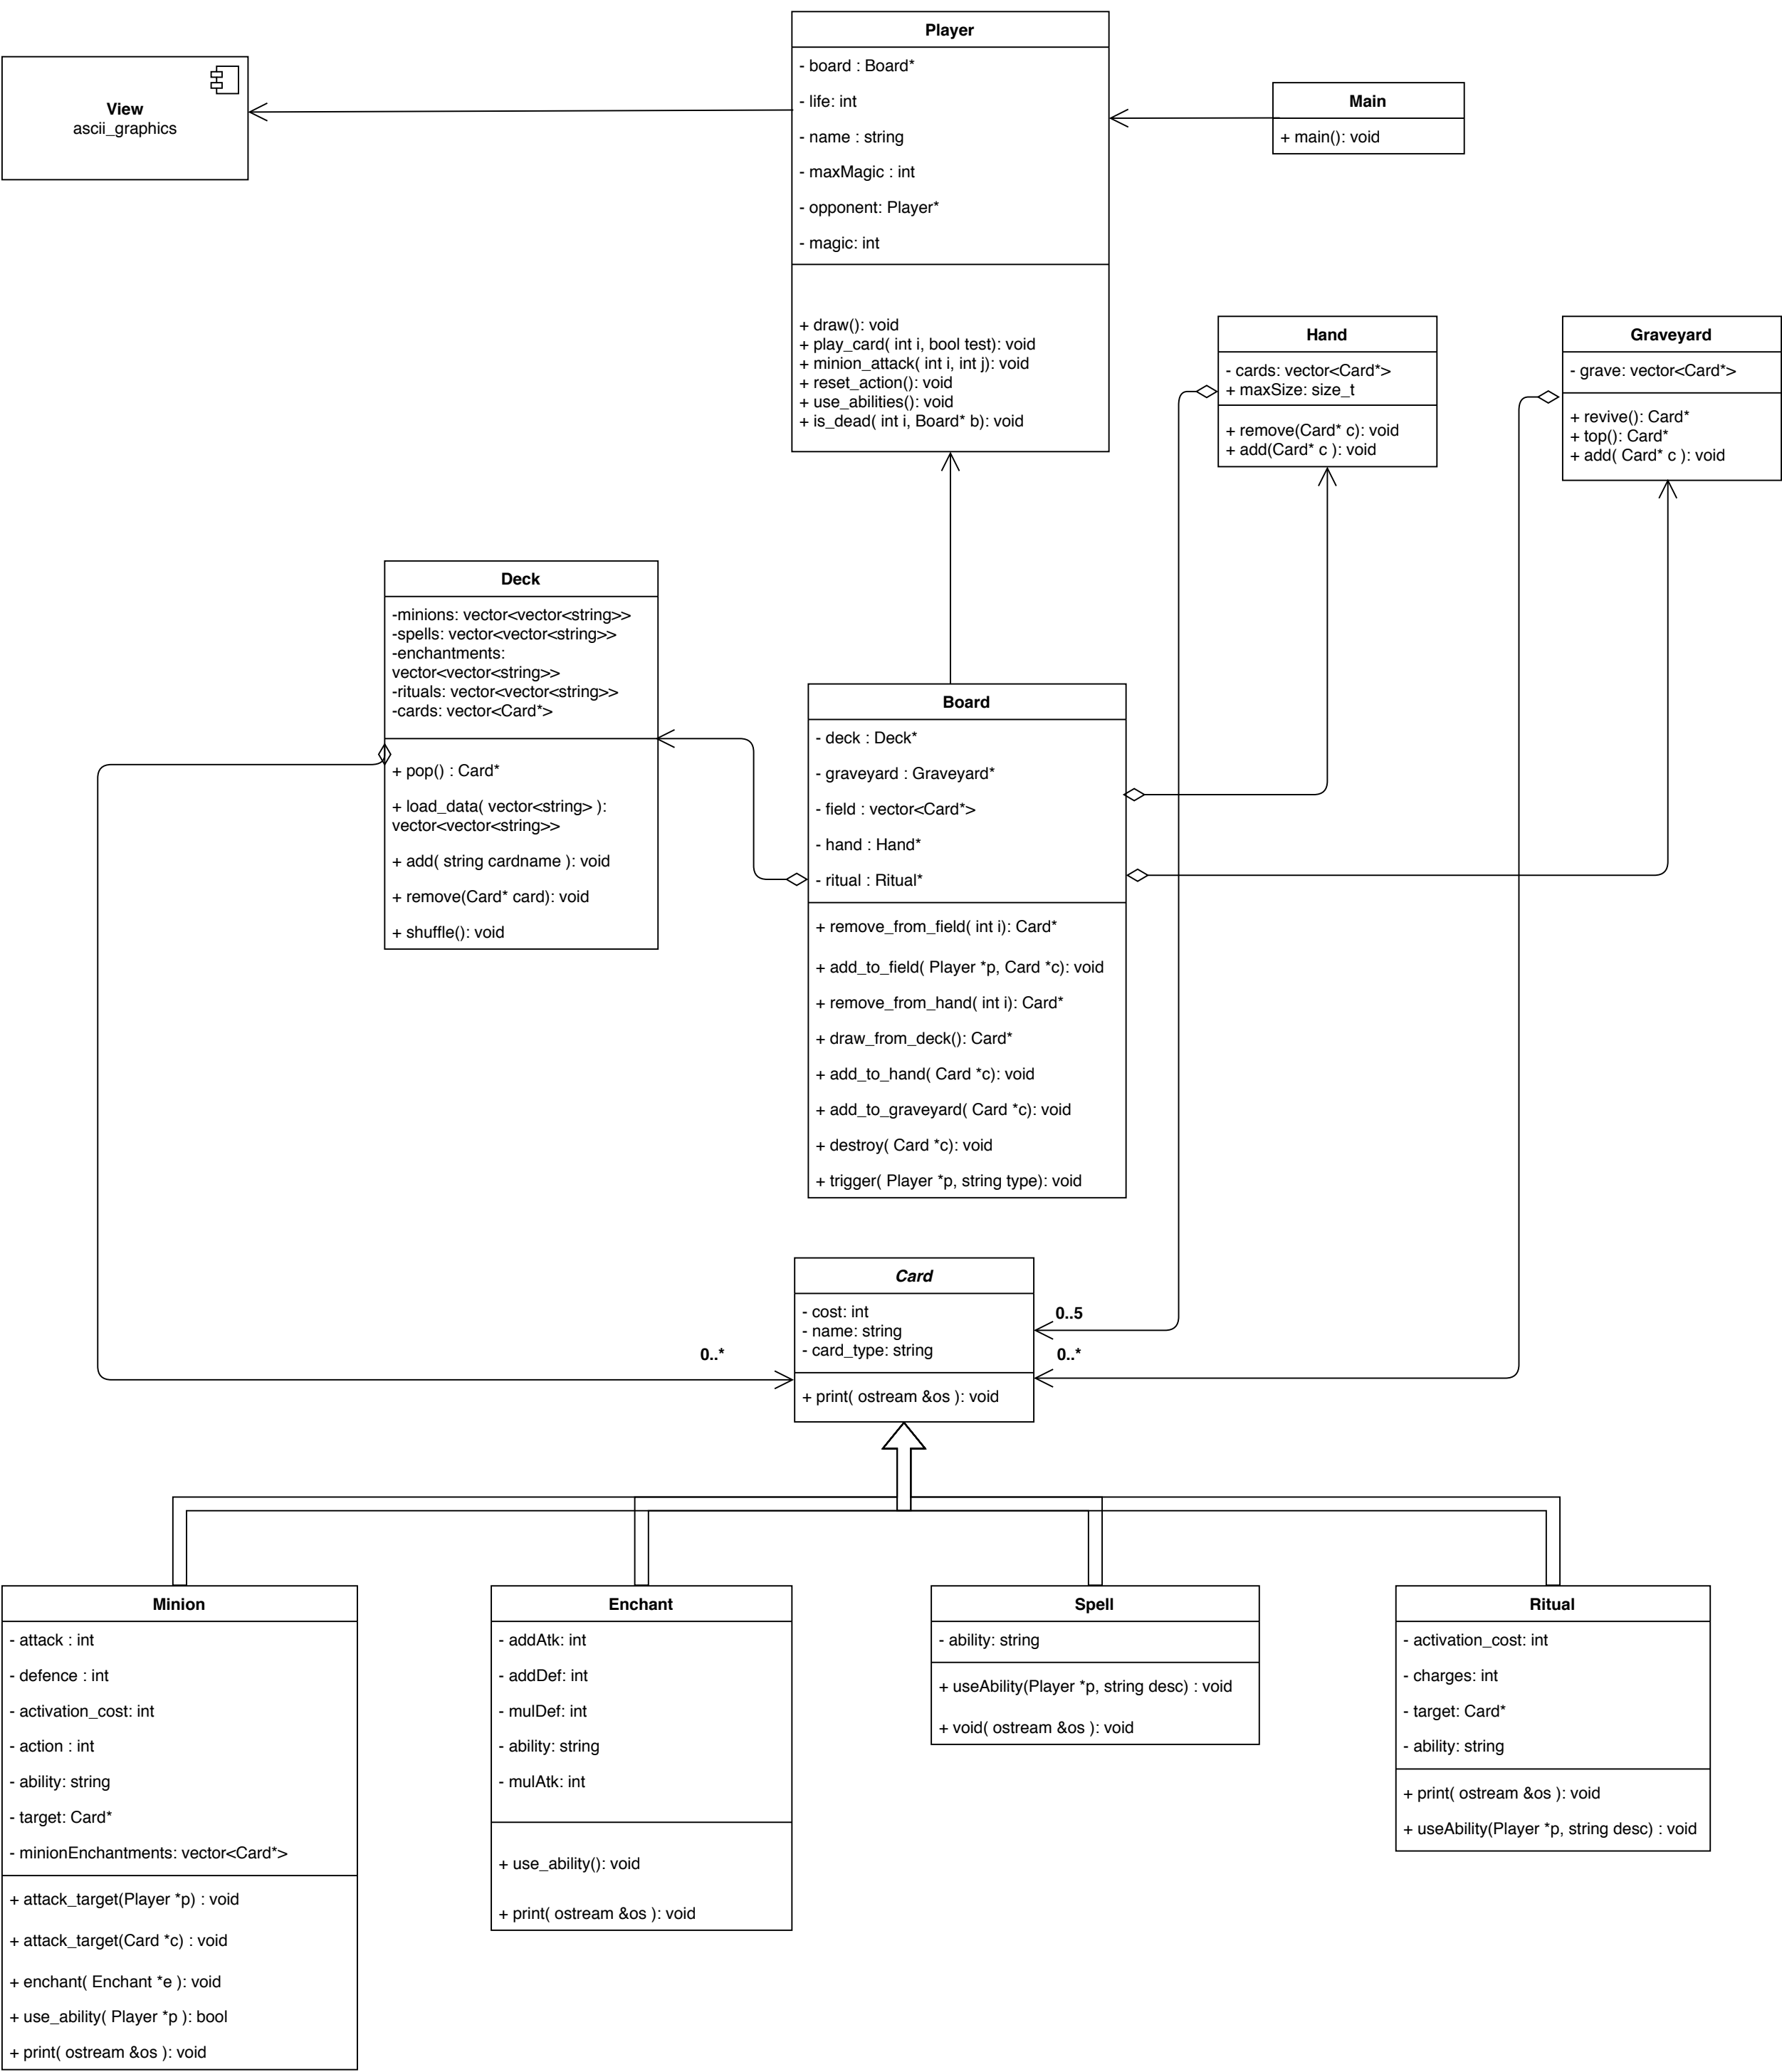 Player
- board : Board*
- life: int
- name : string
- maxMagic : int
- opponent: Player*
- magic: int
+ draw(): void
+ play_card( int i, bool test): void
+ minion_attack( int i, int j): void
+ reset_action(): void
+ use_abilities(): void
+ is_dead( int i, Board* b): void
View
ascii_graphics
Main
+ main(): void
Hand
- cards: vector<Card*>
+ maxSize: size_t
+ remove(Card* c): void
+ add(Card* c ): void
Graveyard
- grave: vector<Card*>
+ revive(): Card*
+ top(): Card*
+ add( Card* c ): void
Deck
-minions: vector<vector<string>>
-spells: vector<vector<string>>
-enchantments:
vector<vector<string>>
-rituals: vector<vector<string>>
-cards: vector<Card*>
+ pop() : Card*
+ load_data( vector<string> ):
vector<vector<string>>
+ add( string cardname ): void
+ remove(Card* card): void
+ shuffle(): void
Board
- deck : Deck*
- graveyard : Graveyard*
- field : vector<Card*>
- hand : Hand*
- ritual : Ritual*
+ remove_from_field( int i): Card*
+ add_to_field( Player *p, Card *c): void
+ remove_from_hand( int i): Card*
+ draw_from_deck(): Card*
+ add_to_hand( Card *c): void
+ add_to_graveyard( Card *c): void
+ destroy( Card *c): void
+ trigger( Player *p, string type): void
Card
- cost: int
- name: string
- card_type: string
+ print( ostream &os ): void
0..5
0..*
0..*
Minion
- attack : int
- defence : int
- activation_cost: int
- action : int
- ability: string
- target: Card*
- minionEnchantments: vector<Card*>
+ attack_target(Player *p) : void
+ attack_target(Card *c) : void
+ enchant( Enchant *e ): void
+ use_ability( Player *p ): bool
+ print( ostream &os ): void
Enchant
- addAtk: int
- addDef: int
- mulDef: int
- ability: string
- mulAtk: int
+ use_ability(): void
+ print( ostream &os ): void
Spell
- ability: string
+ useAbility(Player *p, string desc) : void
+ void( ostream &os ): void
Ritual
- activation_cost: int
- charges: int
- target: Card*
- ability: string
+ print( ostream &os ): void
+ useAbility(Player *p, string desc) : void